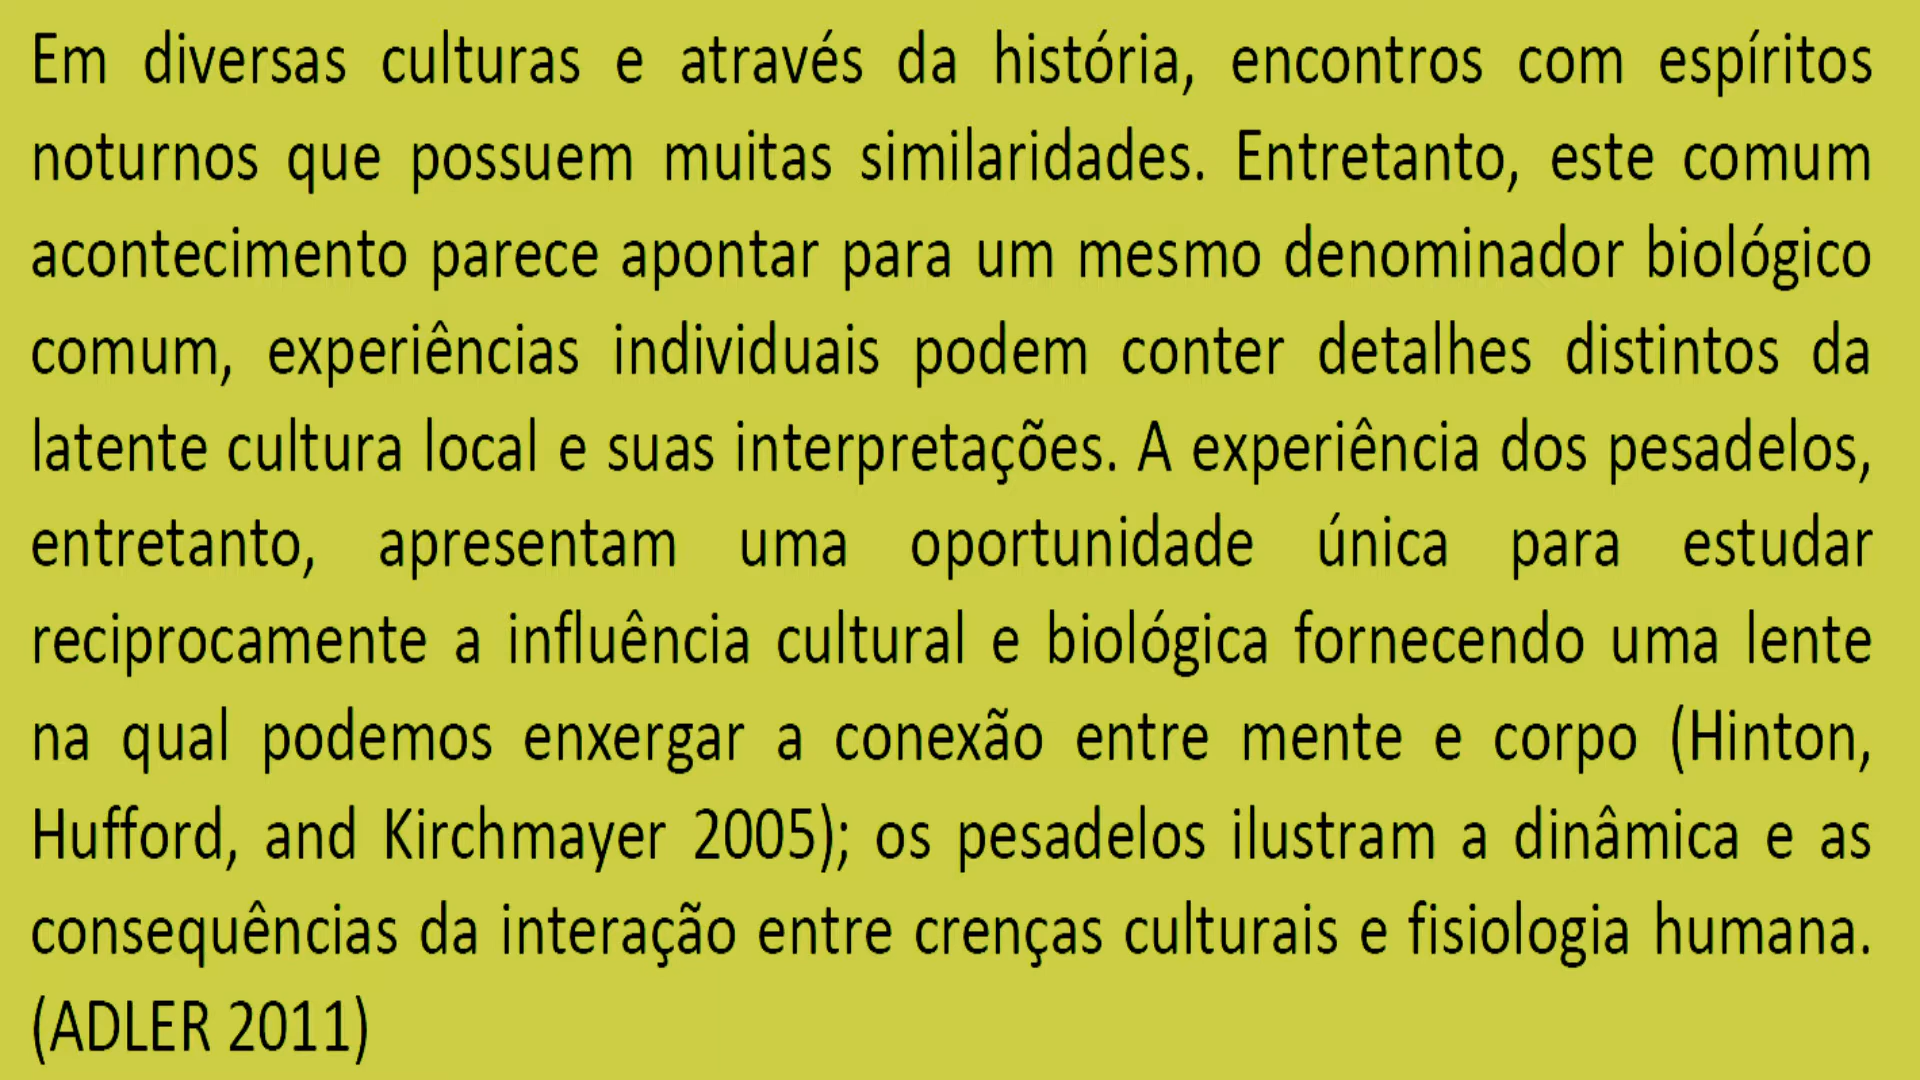 Em diversas culturas e através da história, encontros com espíritos
noturnos que possuem muitas similaridades. Entretanto, este comum
acontecimento parece apontar para um mesmo denominador biológico
comum, experiências individuais podem conter detalhes distintos da
latente cultura local e suas interpretações. A experiência dos pesadelos,
entretanto, apresentam uma oportunidade única para estudar
reciprocamente a influência cultural e biológica fornecendo uma lente
na qual podemos enxergar a conexão entre mente e corpo (Hinton,
Hufford, and Kirchmayer 2005); os pesadelos ilustram a dinâmica e as
consequências da interação entre crenças culturais e fisiologia humana.
(ADLER 2011)